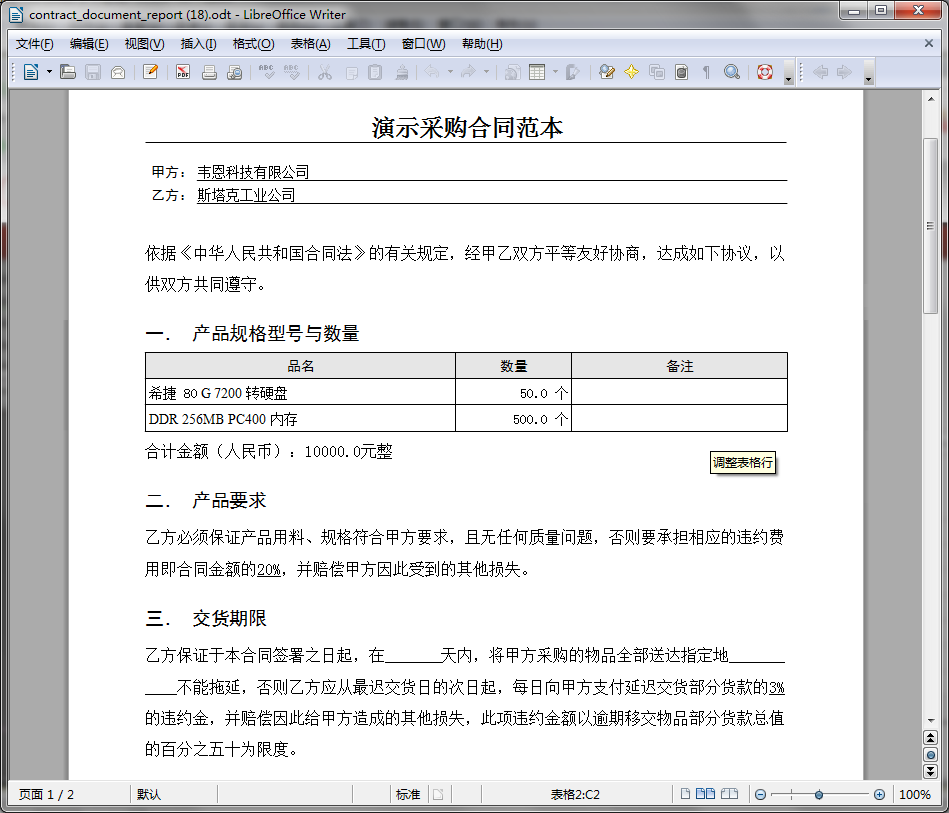 contract_document_report (18).odt - LibreOffice Writer
文件(F) 编辑(E) 视图(V) 插入(I) 格式(O) 表格(A) 工具(T) 窗口(W) 帮助(H)
演示采购合同范本
甲方： 韦恩科技有限公司
乙方： 斯塔克工业公司
依据《中华人民共和国合同法》的有关规定，经甲乙双方平等友好协商，达成如下协议，以
供双方共同遵守。
一． 产品规格型号与数量
品名 数量 备注
希捷 80 G 7200 转硬盘 50.0 个
DDR 256MB PC400 内存 500.0 个
合计金额（人民币）：10000.0元整
调整表格行
二． 产品要求
乙方必须保证产品用料、规格符合甲方要求，且无任何质量问题，否则要承担相应的违约费
用即合同金额的20%，并赔偿甲方因此受到的其他损失。
三． 交货期限
乙方保证于本合同签署之日起，在_______天内，将甲方采购的物品全部送达指定地_______
____不能拖延，否则乙方应从最迟交货日的次日起，每日向甲方支付延迟交货部分货款的3%
的违约金，并赔偿因此给甲方造成的其他损失，此项违约金额以逾期移交物品部分货款总值
的百分之五十为限度。
页面 1 / 2 默认 标准 表格2:C2 100%